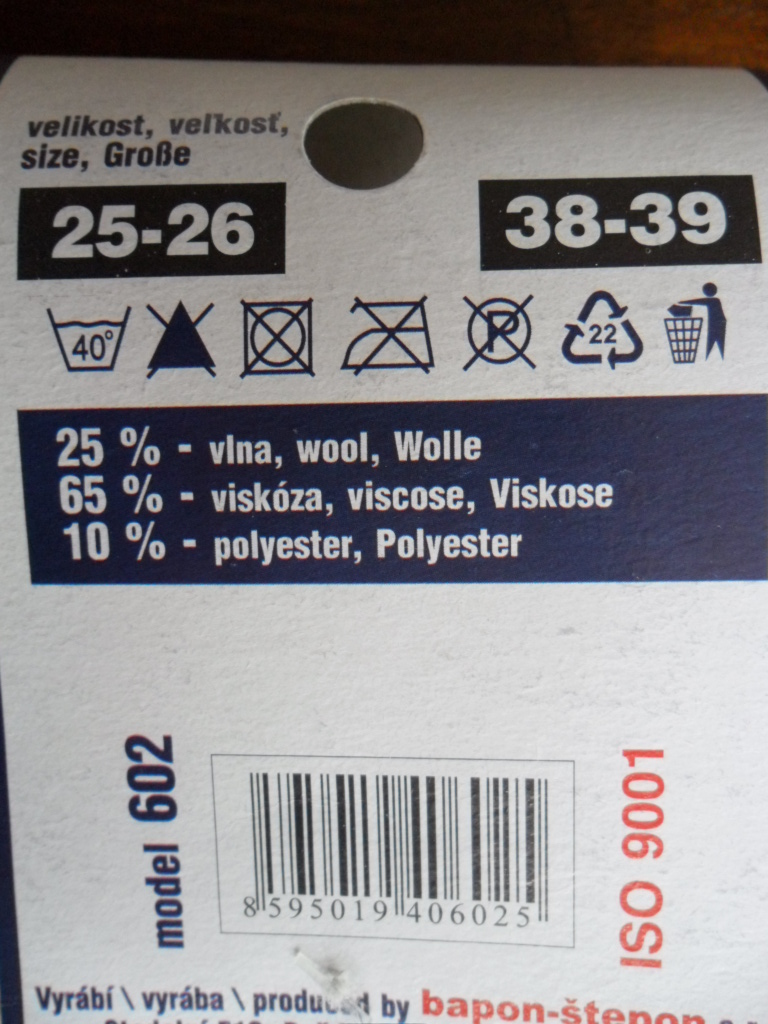 velikost, veľkosť,
size, Große
25-26
38-39
40°
P
22
25 % - vlna, wool, Wolle
65 % - viskóza, viscose, Viskose
10 % - polyester, Polyester
model 602
8 595019 406025
ISO 9001
Vyrábí \ vyrába \ produced by bapon-štepon